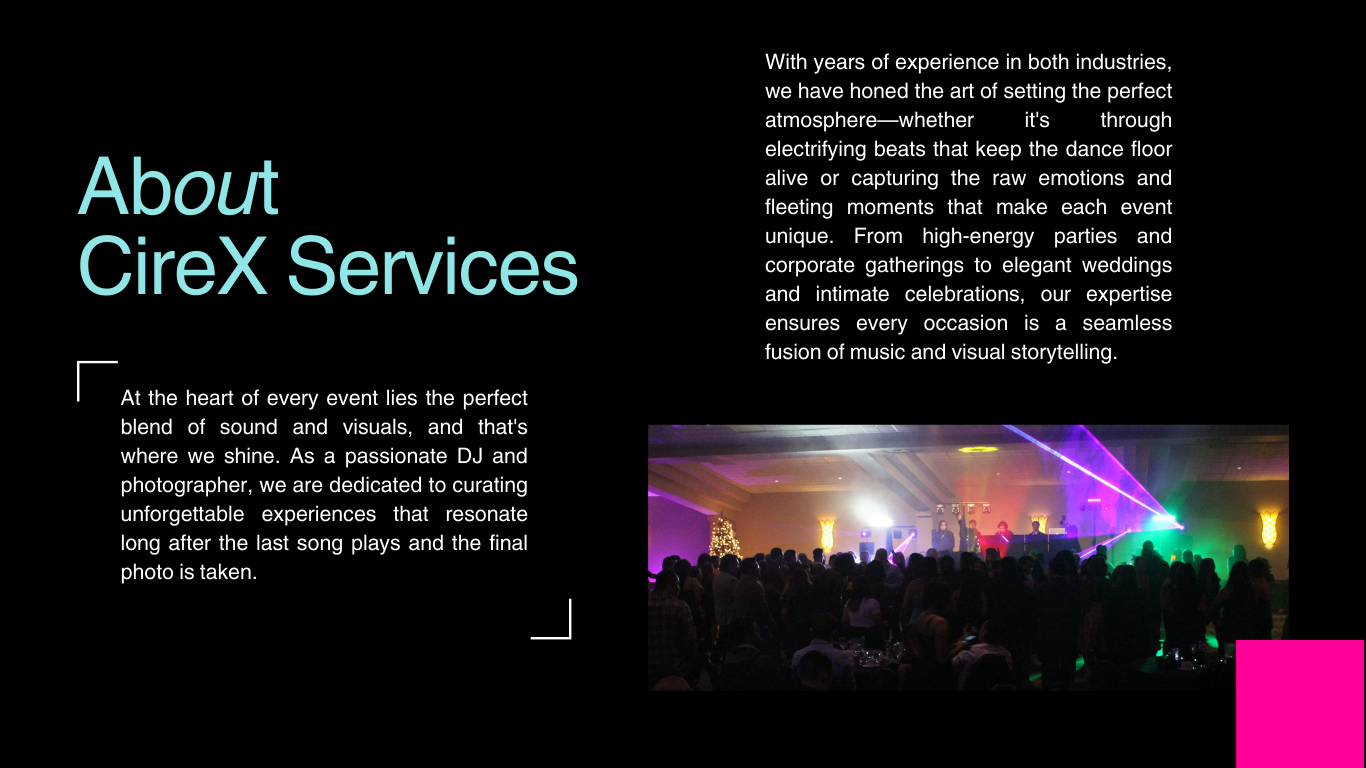 About
CireX Services
At the heart of every event lies the perfect
blend of sound and visuals, and that's
where we shine. As a passionate DJ and
photographer, we are dedicated to curating
unforgettable experiences that resonate
long after the last song plays and the final
photo is taken.
With years of experience in both industries,
we have honed the art of setting the perfect
atmosphere—whether it's through
electrifying beats that keep the dance floor
alive or capturing the raw emotions and
fleeting moments that make each event
unique. From high-energy parties and
corporate gatherings to elegant weddings
and intimate celebrations, our expertise
ensures every occasion is a seamless
fusion of music and visual storytelling.